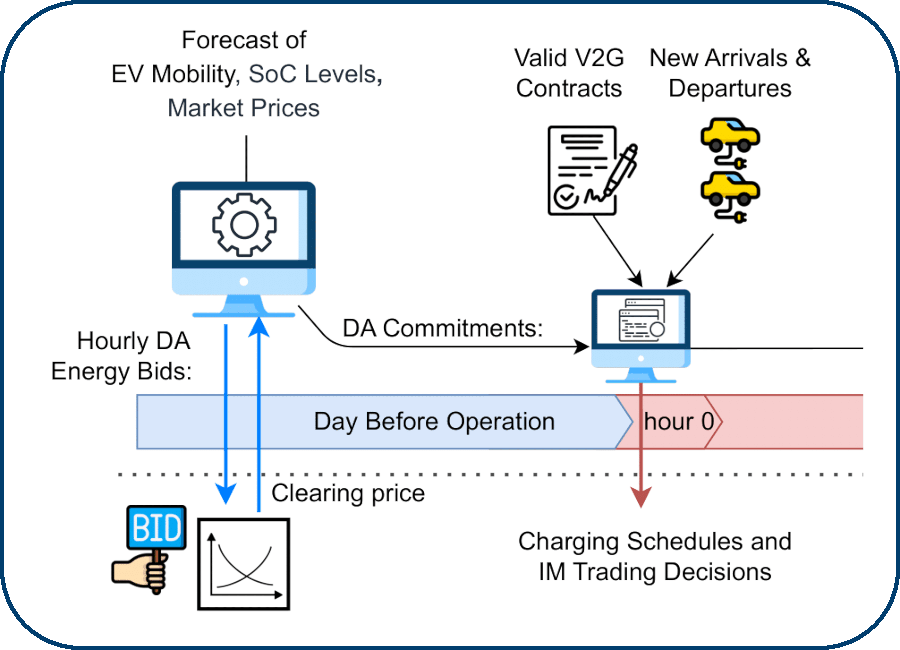 Forecast of
EV Mobility, SoC Levels,
Market Prices
Valid V2G
Contracts
New Arrivals &
Departures
Hourly DA
Energy Bids:
DA Commitments:
Day Before Operation
hour 0
Clearing price
BID
Charging Schedules and
IM Trading Decisions